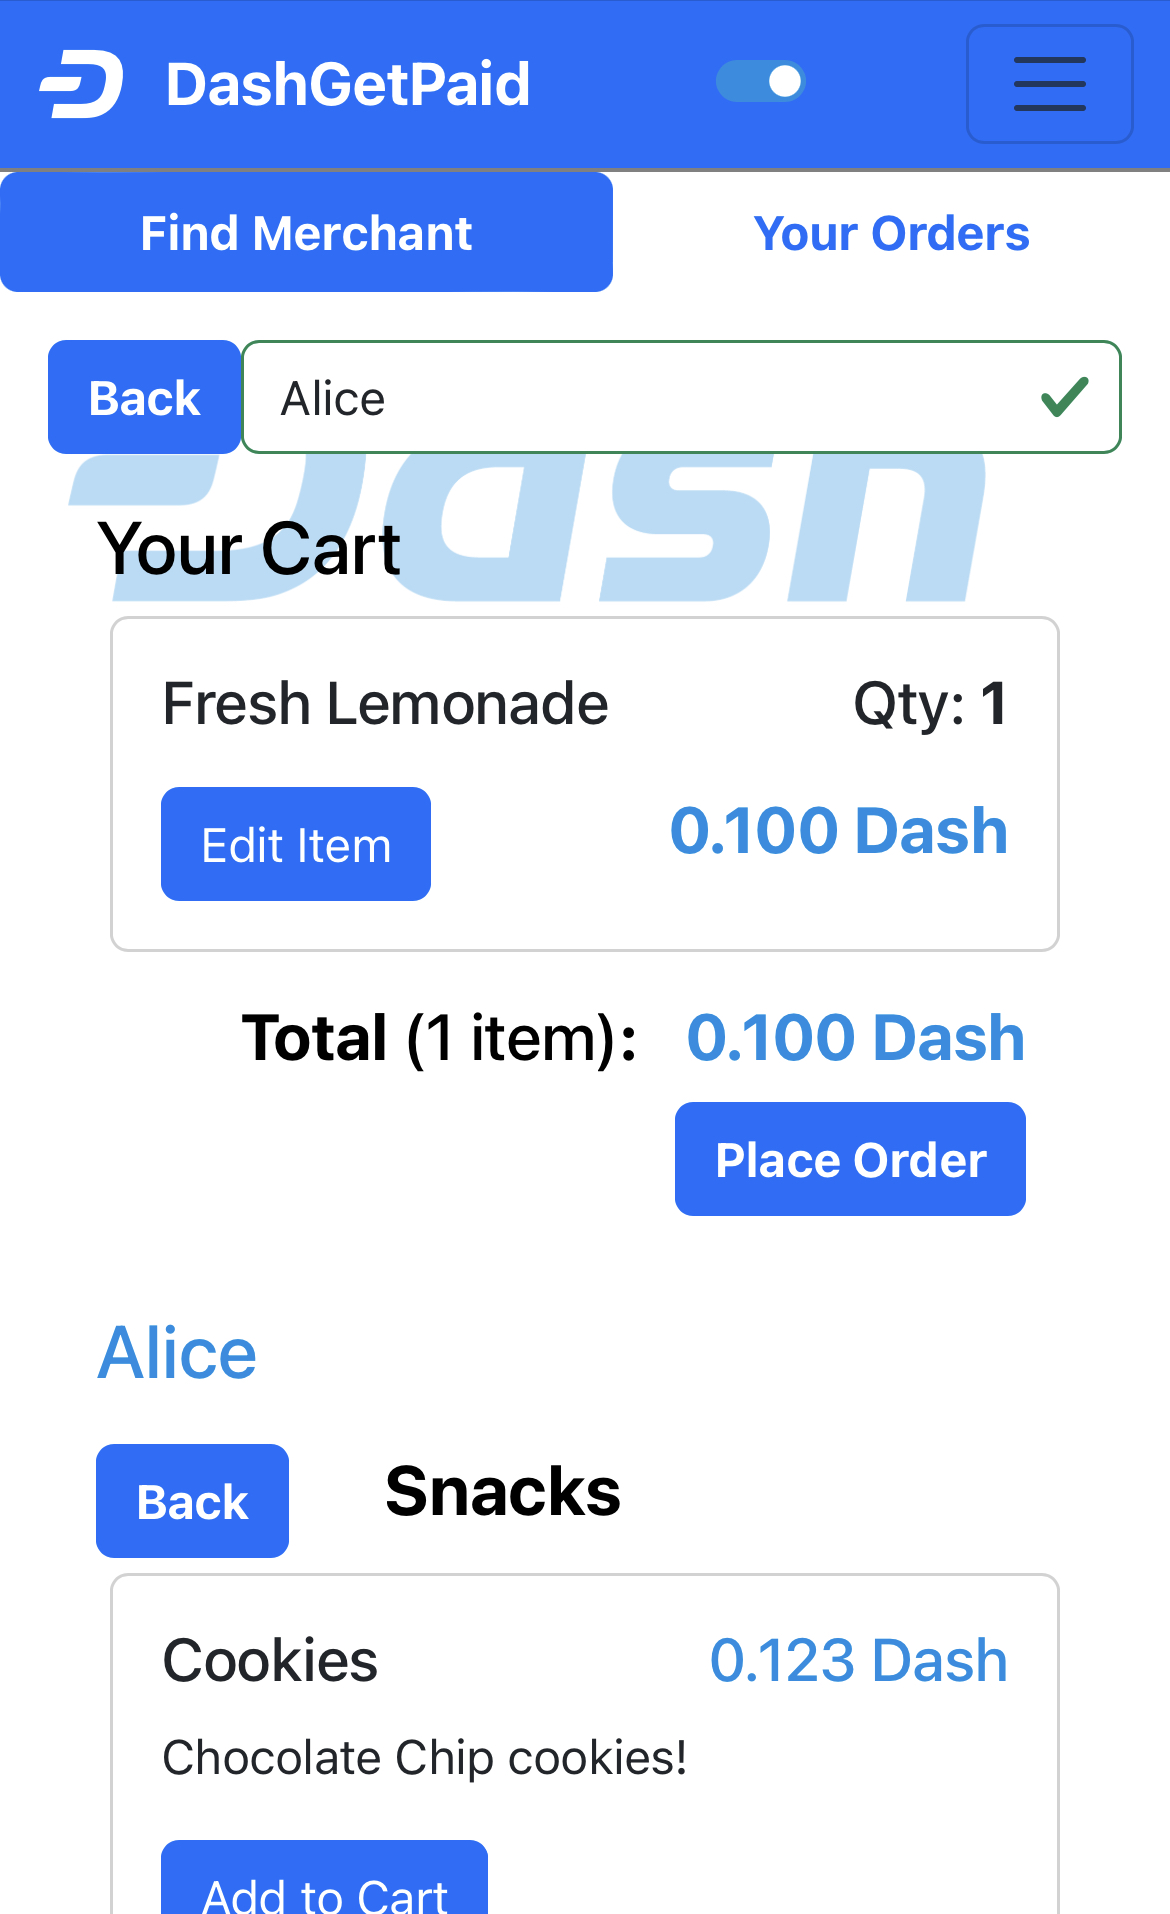 DashGetPaid
Find Merchant
Your Orders
Back
Alice
Dash
Your Cart
Fresh Lemonade
Qty: 1
Edit Item
0.100 Dash
Total (1 item): 0.100 Dash
Place Order
Alice
Back
Snacks
Cookies
0.123 Dash
Chocolate Chip cookies!
Add to Cart